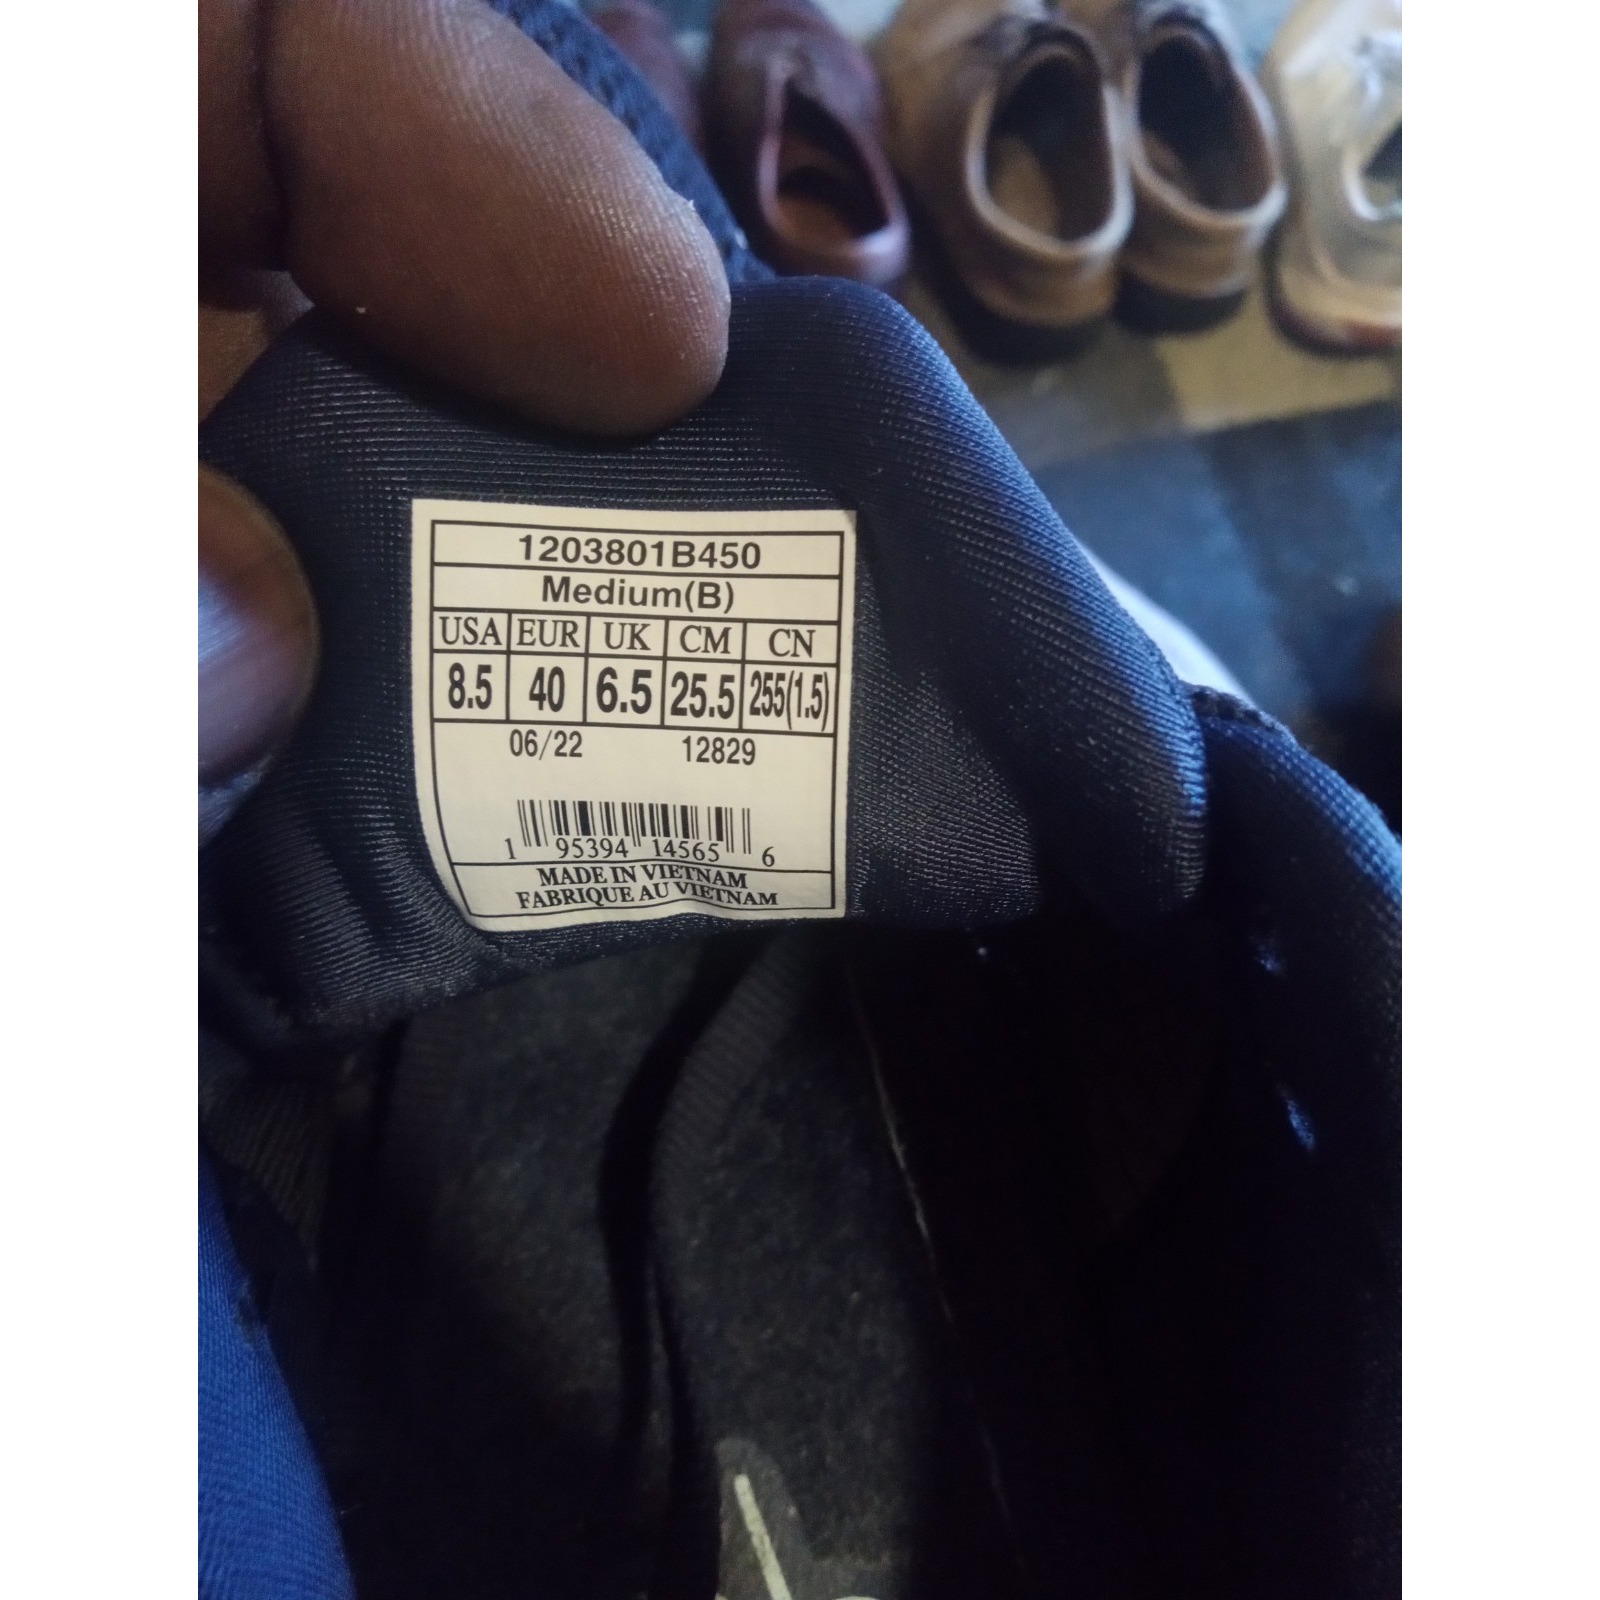 1203801B450
Medium(B)
USA EUR UK CM CN
8.5 40 6.5 25.5 255(1.5)
06/22 12829
1 95394 14565 6
MADE IN VIETNAM
FABRIQUE AU VIETNAM